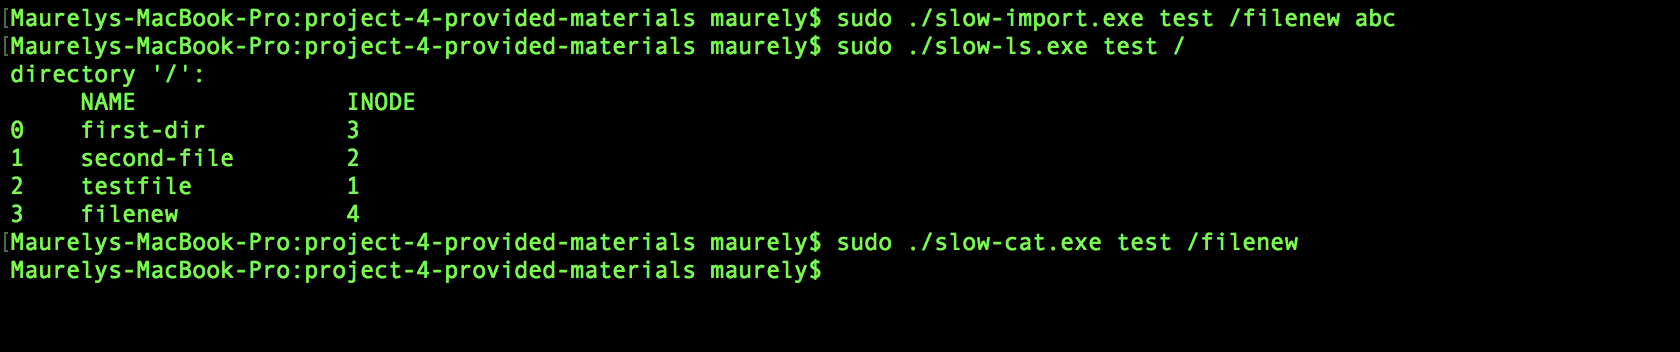 [Maurelys-MacBook-Pro:project-4-provided-materials maurely$ sudo ./slow-import.exe test /filenew abc
[Maurelys-MacBook-Pro:project-4-provided-materials maurely$ sudo ./slow-ls.exe test /
directory '/':
NAME INODE
0 first-dir 3
1 second-file 2
2 testfile 1
3 filenew 4
[Maurelys-MacBook-Pro:project-4-provided-materials maurely$ sudo ./slow-cat.exe test /filenew
Maurelys-MacBook-Pro:project-4-provided-materials maurely$